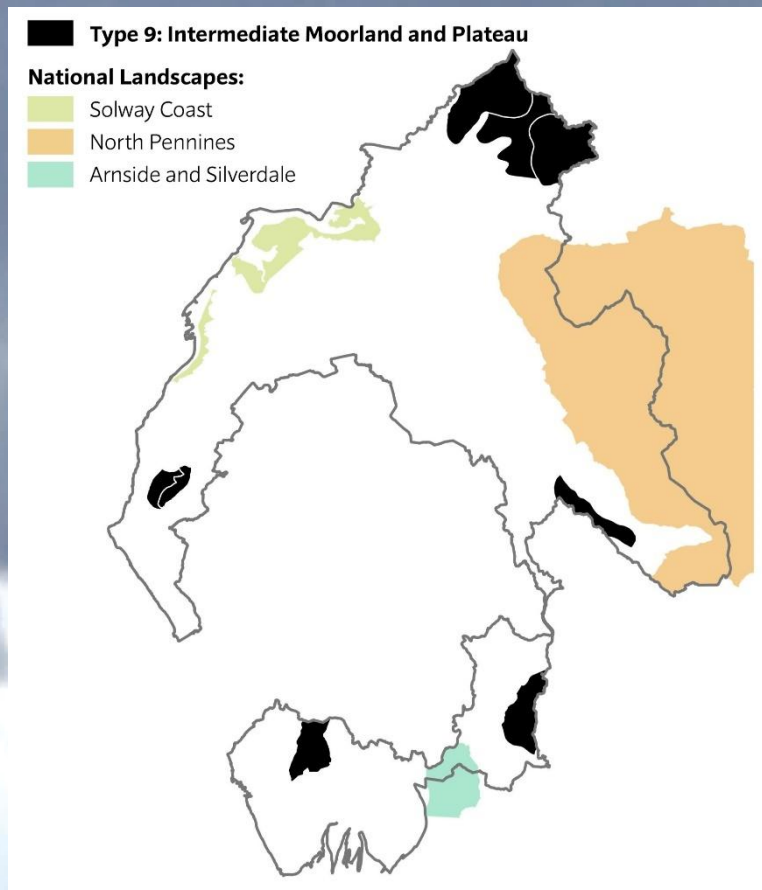 Type 9: Intermediate Moorland and Plateau
National Landscapes:
Solway Coast
North Pennines
Arnside and Silverdale